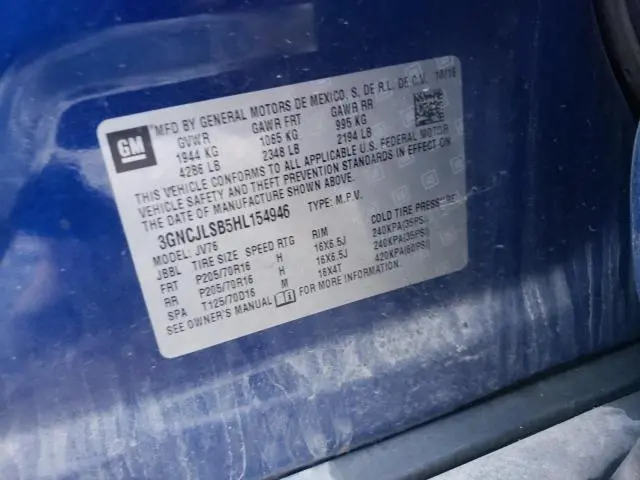 GM
MFD BY GENERAL MOTORS DE MEXICO, S. DE R.L. DE C.V. 10/16
GVWR GAWR FRT GAWR RR
1944 KG 1065 KG 995 KG
4286 LB 2348 LB 2194 LB
THIS VEHICLE CONFORMS TO ALL APPLICABLE U.S. FEDERAL MOTOR
VEHICLE SAFETY AND THEFT PREVENTION STANDARDS IN EFFECT ON
THE DATE OF MANUFACTURE SHOWN ABOVE.
3GNCJLSB5HL154946 TYPE: M.P.V.
MODEL: JV76
JBBL TIRE SIZE SPEED RTG RIM COLD TIRE PRESSURE
FRT P205/70R16 H 16X6.5J 240KPA(35PSI)
RR P205/70R16 H 16X6.5J 240KPA(35PSI)
SPA T125/70D16 M 16X4T 420KPA(60PSI)
SEE OWNER'S MANUAL FOR MORE INFORMATION.